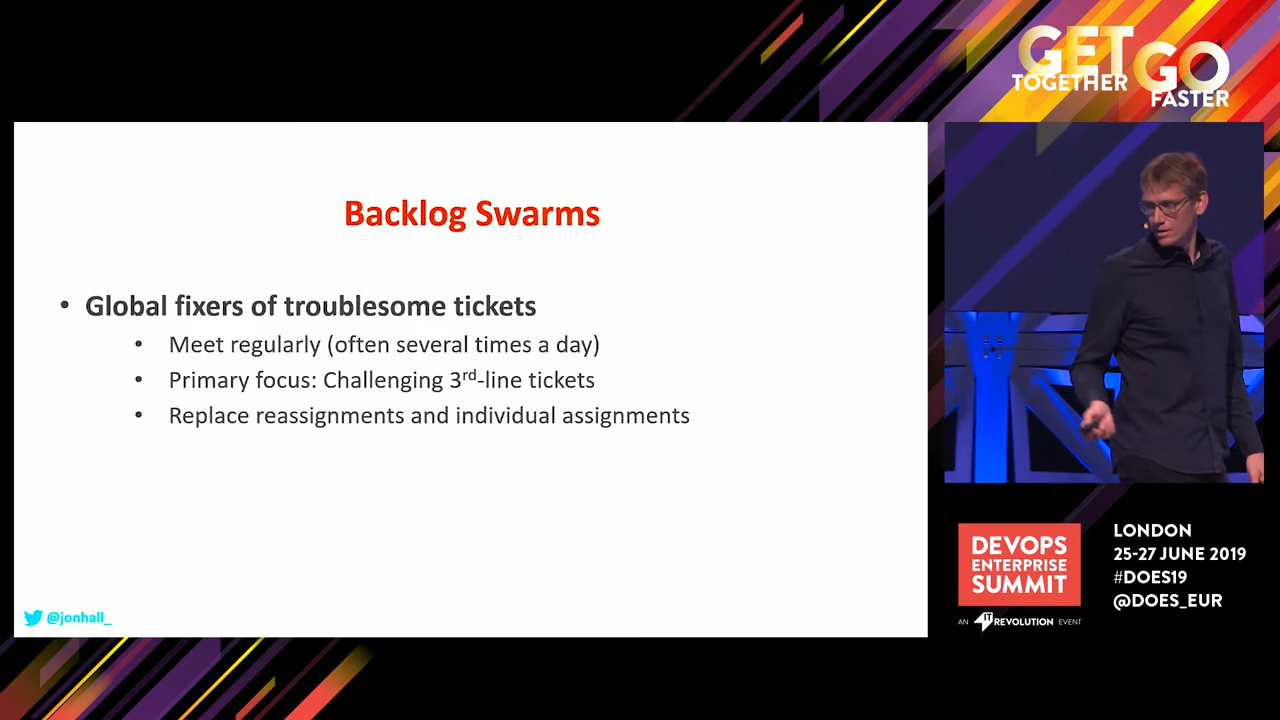 GET
TOGETHER
GO
FASTER
Backlog Swarms
• Global fixers of troublesome tickets
• Meet regularly (often several times a day)
• Primary focus: Challenging 3rd-line tickets
• Replace reassignments and individual assignments
@jonhall_
DEVOPS
ENTERPRISE
SUMMIT
AN IT REVOLUTION EVENT
LONDON
25-27 JUNE 2019
#DOES19
@DOES_EUR